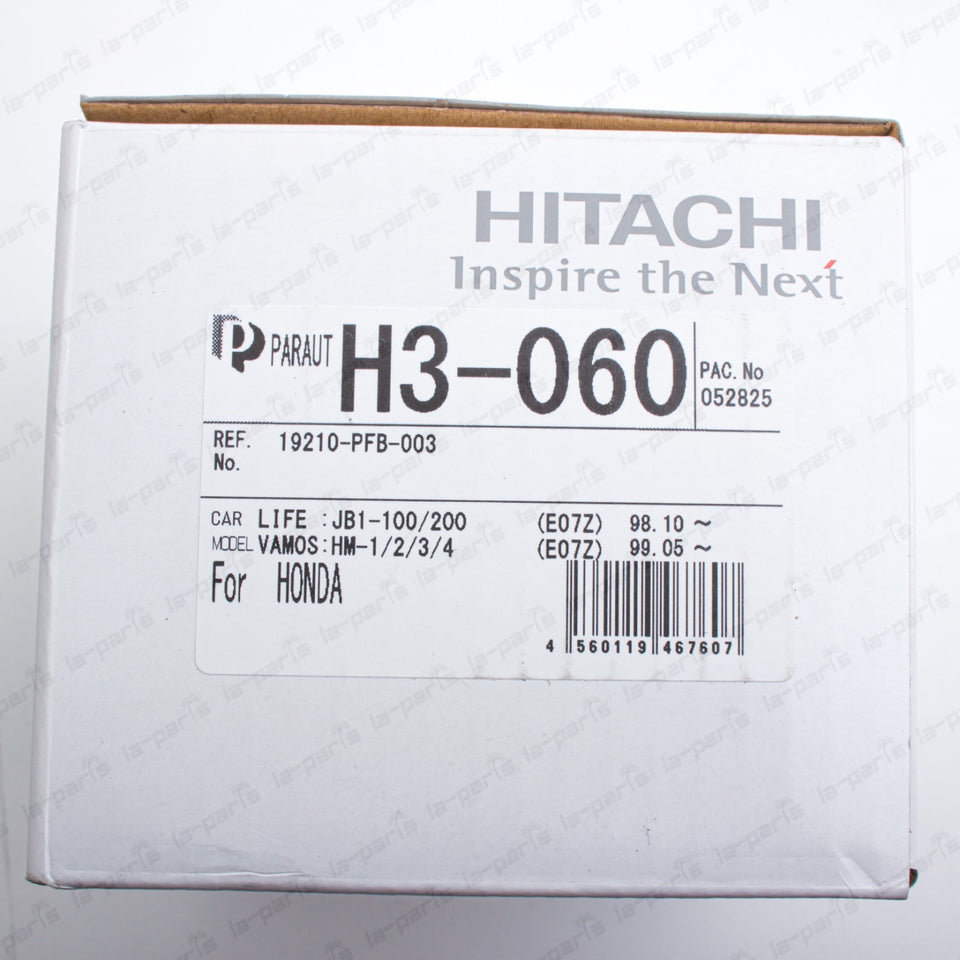 HITACHI
Inspire the Next
PARAUT H3-060 PAC. No 052825
REF. No. 19210-PFB-003
CAR MODEL LIFE :JB1-100/200 (E07Z) 98.10 ~
VAMOS:HM-1/2/3/4 (E07Z) 99.05 ~
For HONDA
4 560119 467607
la-parts